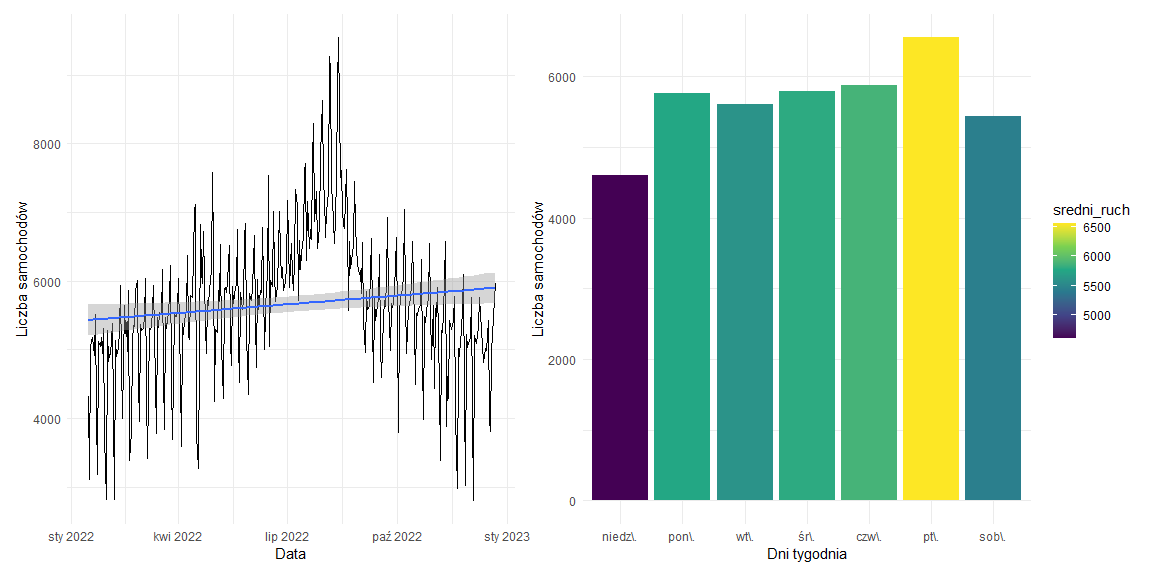 Liczba samochodów
8000
6000
4000
sty 2022
kwi 2022
lip 2022
paź 2022
sty 2023
Data
Liczba samochodów
6000
4000
2000
0
niedz\.
pon\.
wt\.
śr\.
czw\.
pt\.
sob\.
Dni tygodnia
sredni_ruch
6500
6000
5500
5000